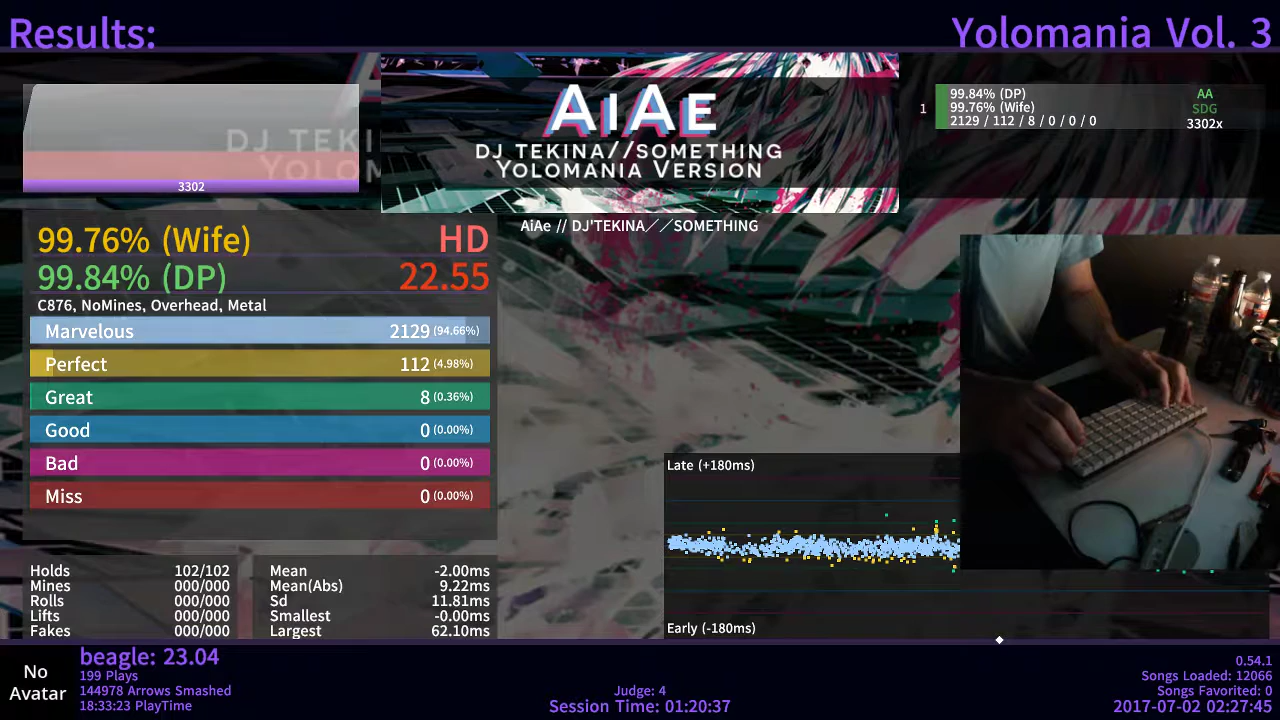 Results:
Yolomania Vol. 3
AiAe
DJ TEKINA//SOMETHING
Yolomania Version
DJ TEKI
YOLOM
3302
1
99.84% (DP)
AA
99.76% (Wife)
SDG
2129 / 112 / 8 / 0 / 0 / 0
3302x
AiAe // DJ'TEKINA／／SOMETHING
99.76% (Wife)
HD
99.84% (DP)
22.55
C876, NoMines, Overhead, Metal
Marvelous 2129 (94.66%)
Perfect 112 (4.98%)
Great 8 (0.36%)
Good 0 (0.00%)
Bad 0 (0.00%)
Miss 0 (0.00%)
Late (+180ms)
Early (-180ms)
Holds 102/102
Mines 000/000
Rolls 000/000
Lifts 000/000
Fakes 000/000
Mean -2.00ms
Mean(Abs) 9.22ms
Sd 11.81ms
Smallest -0.00ms
Largest 62.10ms
No
Avatar
beagle: 23.04
199 Plays
144978 Arrows Smashed
18:33:23 PlayTime
Judge: 4
Session Time: 01:20:37
0.54.1
Songs Loaded: 12066
Songs Favorited: 0
2017-07-02 02:27:45